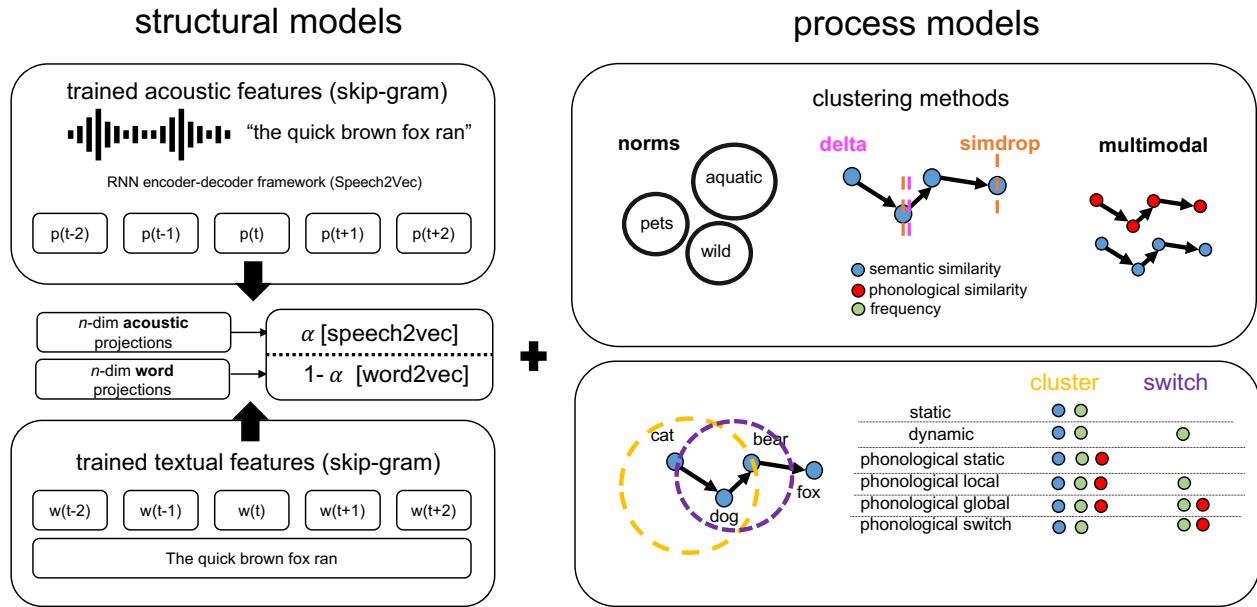 structural models
trained acoustic features (skip-gram)
“the quick brown fox ran”
RNN encoder-decoder framework (Speech2Vec)
p(t-2) p(t-1) p(t) p(t+1) p(t+2)
n-dim acoustic
projections
α [speech2vec]
n-dim word
projections
1- α [word2vec]
trained textual features (skip-gram)
w(t-2) w(t-1) w(t) w(t+1) w(t+2)
The quick brown fox ran
process models
clustering methods
norms
aquatic
pets
wild
delta simdrop
semantic similarity
phonological similarity
frequency
multimodal
cat
bear
dog
fox
cluster switch
static
dynamic
phonological static
phonological local
phonological global
phonological switch